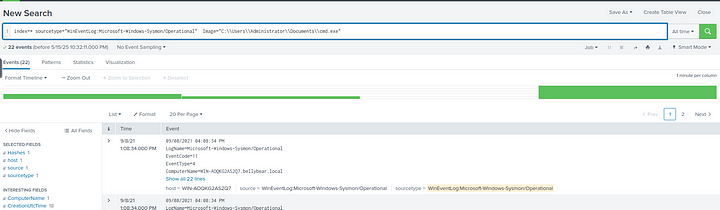 New Search
Save As
Create Table View
Close
1 index=* sourcetype="WinEventLog:Microsoft-Windows-Sysmon/Operational" Image="C:\\Users\\Administrator\\Documents\\cmd.exe"
All time
22 events (before 9/15/25 10:32:11.000 PM)
No Event Sampling
Job
Smart Mode
Events (22)
Patterns
Statistics
Visualization
Format Timeline
Zoom Out
+ Zoom to Selection
× Deselect
1 minute per column
List
Format
20 Per Page
< Prev
1
2
Next >
< Hide Fields
All Fields
i
Time
Event
SELECTED FIELDS
a Hashes 1
a host 1
a source 1
a sourcetype 1
INTERESTING FIELDS
a ComputerName 1
a CreationUtcTime 18
9/8/21
1:08:34.000 PM
09/08/2021 04:08:34 PM
LogName=Microsoft-Windows-Sysmon/Operational
EventCode=11
EventType=4
ComputerName=WIN-AOQKG2AS2Q7.bellybear.local
Show all 22 lines
host = WIN-AOQKG2AS2Q7
source = WinEventLog:Microsoft-Windows-Sysmon/Operational
sourcetype = WinEventLog:Microsoft-Windows-Sysmon/Operational
9/8/21
1:08:34.000 PM
09/08/2021 04:08:34 PM
LogName=Microsoft-Windows-Sysmon/Operational